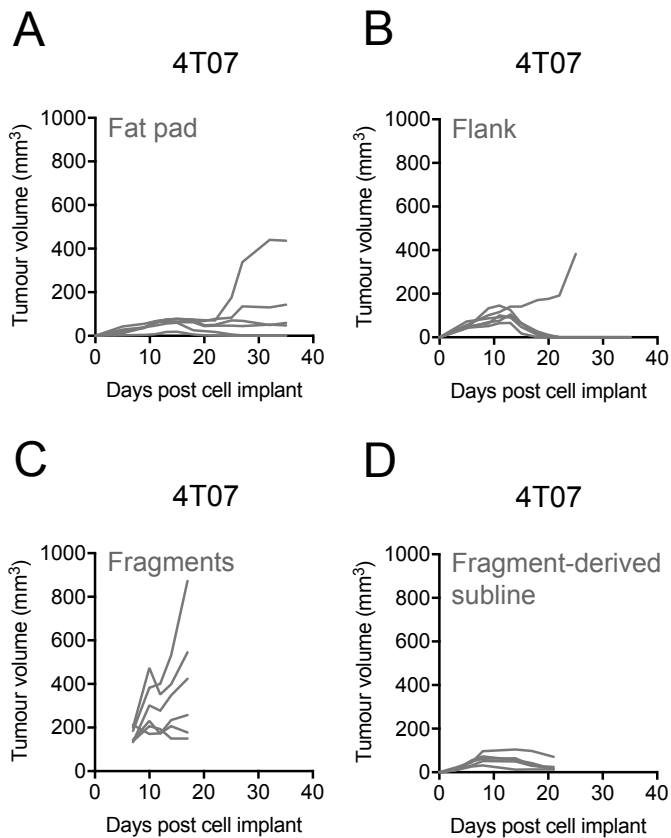 A
4T07
Fat pad
Tumour volume (mm³)
1000
800
600
400
200
0
0 10 20 30 40
Days post cell implant
B
4T07
Flank
Tumour volume (mm³)
1000
800
600
400
200
0
0 10 20 30 40
Days post cell implant
C
4T07
Fragments
Tumour volume (mm³)
1000
800
600
400
200
0
0 10 20 30 40
Days post cell implant
D
4T07
Fragment-derived
subline
Tumour volume (mm³)
1000
800
600
400
200
0
0 10 20 30 40
Days post cell implant